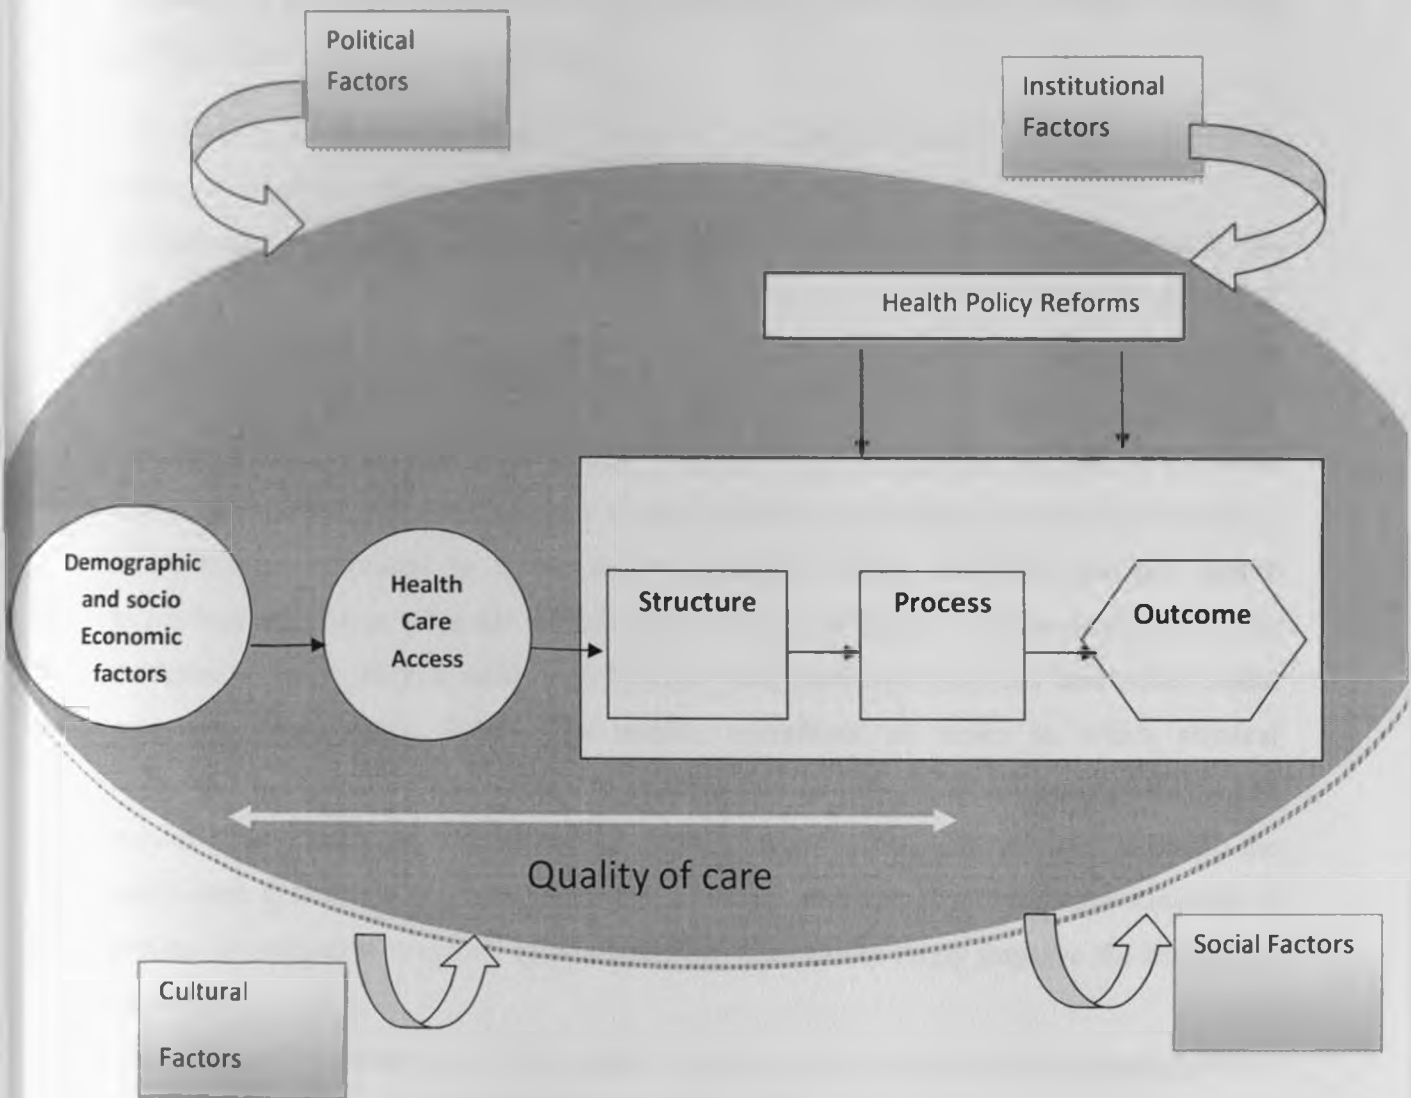 Political
Factors
Institutional
Factors
Health Policy Reforms
Demographic
and socio
Economic
factors
Health
Care
Access
Structure
Process
Outcome
Quality of care
Cultural
Factors
Social Factors